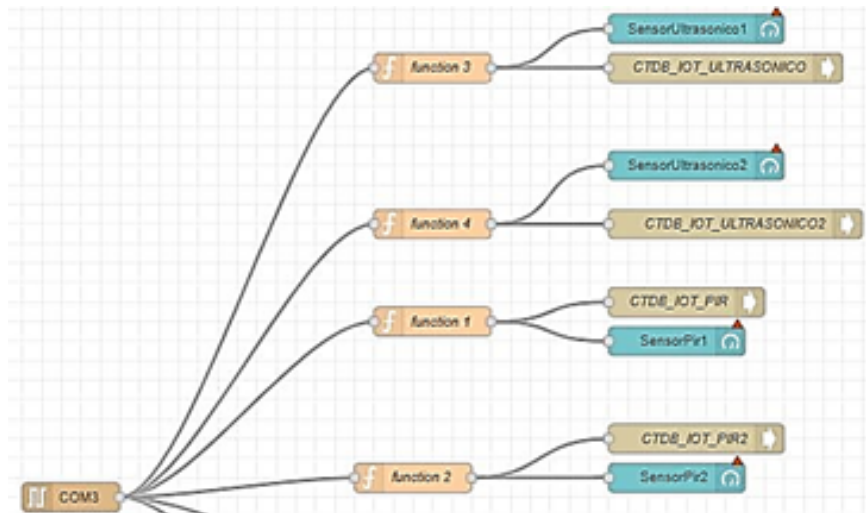 SensorUltrasonico1
function 3
CTDB_IOT_ULTRASONICO
SensorUltrasonico2
function 4
CTDB_IOT_ULTRASONICO2
CTDB_IOT_PIR
function 1
SensorPir1
CTDB_IOT_PIR2
function 2
SensorPir2
COM3